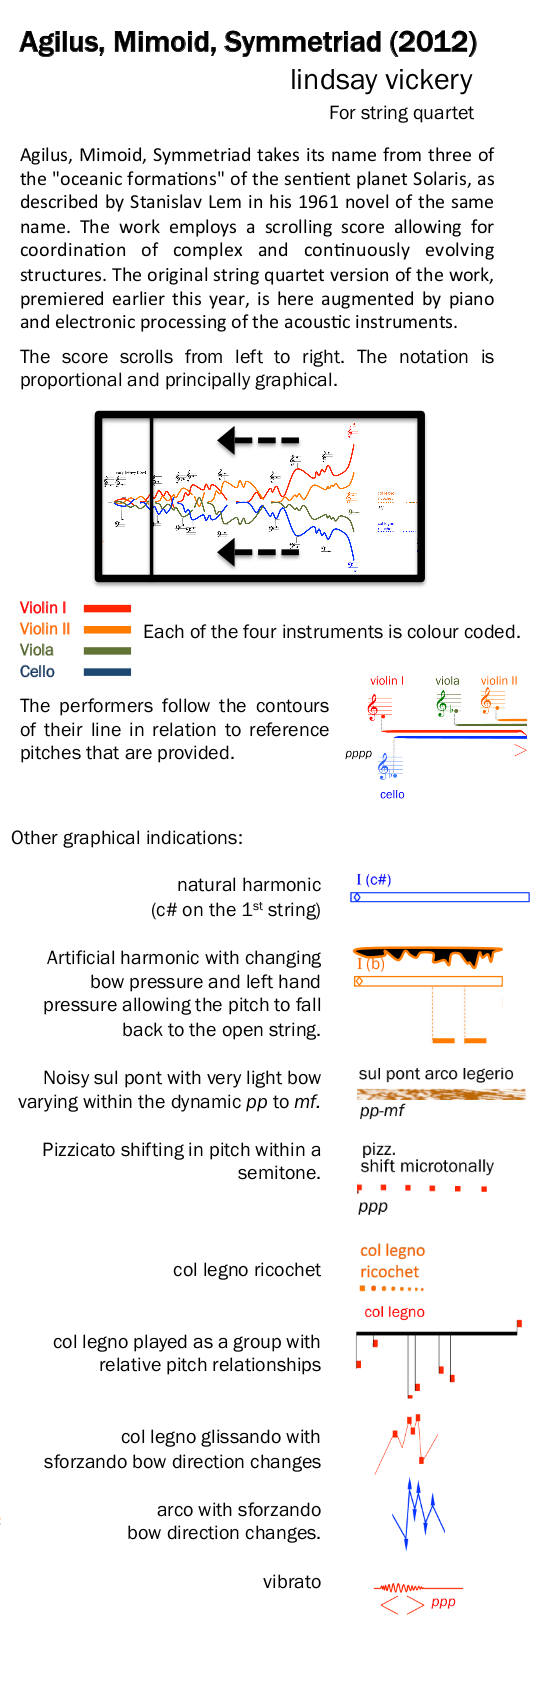 Agilus, Mimoid, Symmetriad (2012)
lindsay vickery
For string quartet
Agilus, Mimoid, Symmetriad takes its name from three of
the "oceanic formations" of the sentient planet Solaris, as
described by Stanislav Lem in his 1961 novel of the same
name. The work employs a scrolling score allowing for
coordination of complex and continuously evolving
structures. The original string quartet version of the work,
premiered earlier this year, is here augmented by piano
and electronic processing of the acoustic instruments.
The score scrolls from left to right. The notation is
proportional and principally graphical.
Violin I
Violin II
Viola
Cello
Each of the four instruments is colour coded.
The performers follow the contours
of their line in relation to reference
pitches that are provided.
violin I viola violin II
pppp
cello
Other graphical indications:
natural harmonic
(c# on the 1st string)
I (c#)
Artificial harmonic with changing
bow pressure and left hand
pressure allowing the pitch to fall
back to the open string.
I (b)
Noisy sul pont with very light bow
varying within the dynamic pp to mf.
sul pont arco legerio
pp-mf
Pizzicato shifting in pitch within a
semitone.
pizz.
shift microtonally
ppp
col legno ricochet
col legno
ricochet
col legno played as a group with
relative pitch relationships
col legno
col legno glissando with
sforzando bow direction changes
arco with sforzando
bow direction changes.
vibrato
ppp